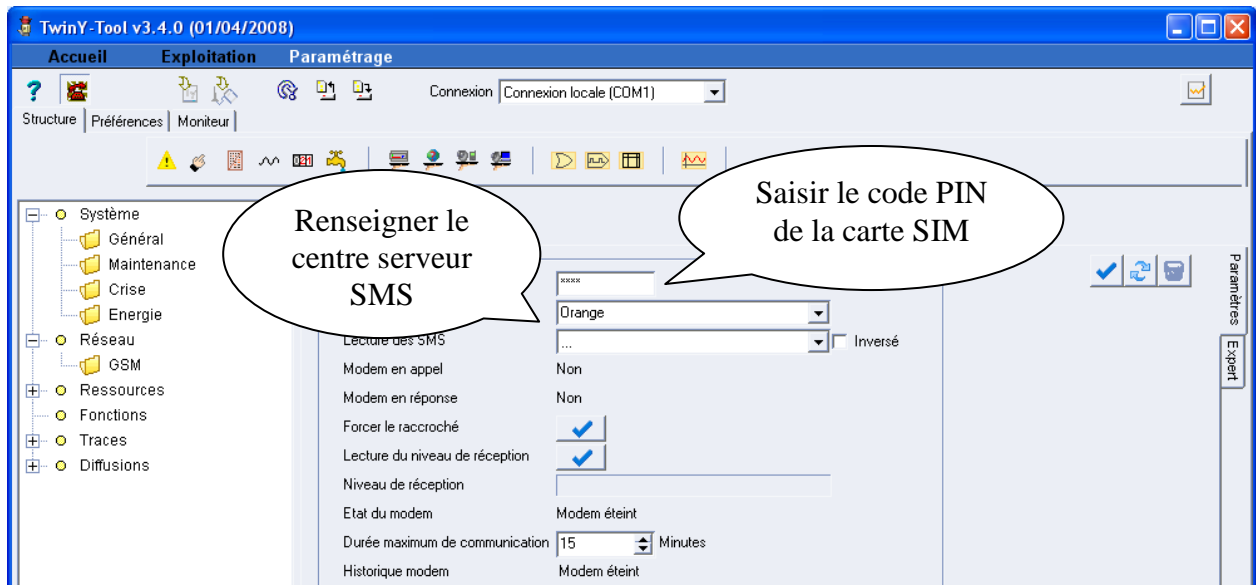 TwinY-Tool v3.4.0 (01/04/2008)
Accueil Exploitation Paramétrage
Connexion Connexion locale (COM1)
Structure Préférences Moniteur
Saisir le code PIN
de la carte SIM
Renseigner le
centre serveur
SMS
Système
Général
Maintenance
Crise
Energie
Réseau
GSM
Ressources
Fonctions
Traces
Diffusions
****
Orange
Lecture des SMS ... Inversé
Modem en appel Non
Modem en réponse Non
Forcer le raccroché
Lecture du niveau de réception
Niveau de réception
Etat du modem Modem éteint
Durée maximum de communication 15 Minutes
Historique modem Modem éteint
Paramètres
Expert